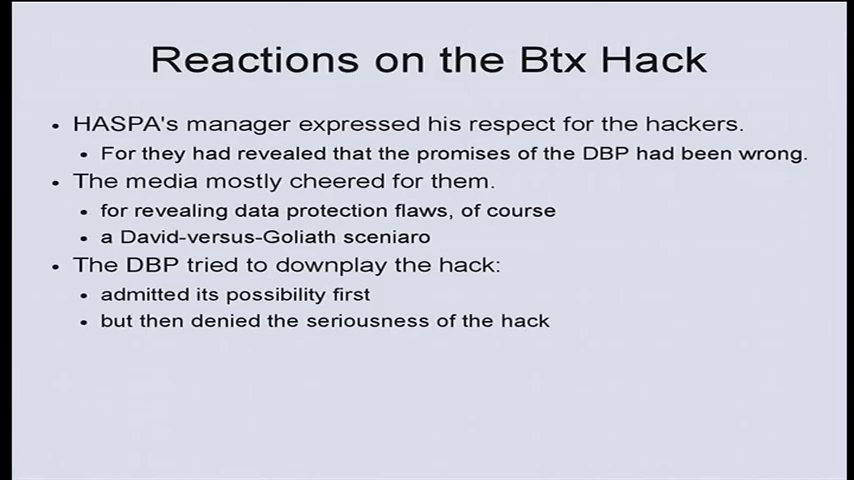 Reactions on the Btx Hack
• HASPA's manager expressed his respect for the hackers.
• For they had revealed that the promises of the DBP had been wrong.
• The media mostly cheered for them.
• for revealing data protection flaws, of course
• a David-versus-Goliath sceniaro
• The DBP tried to downplay the hack:
• admitted its possibility first
• but then denied the seriousness of the hack